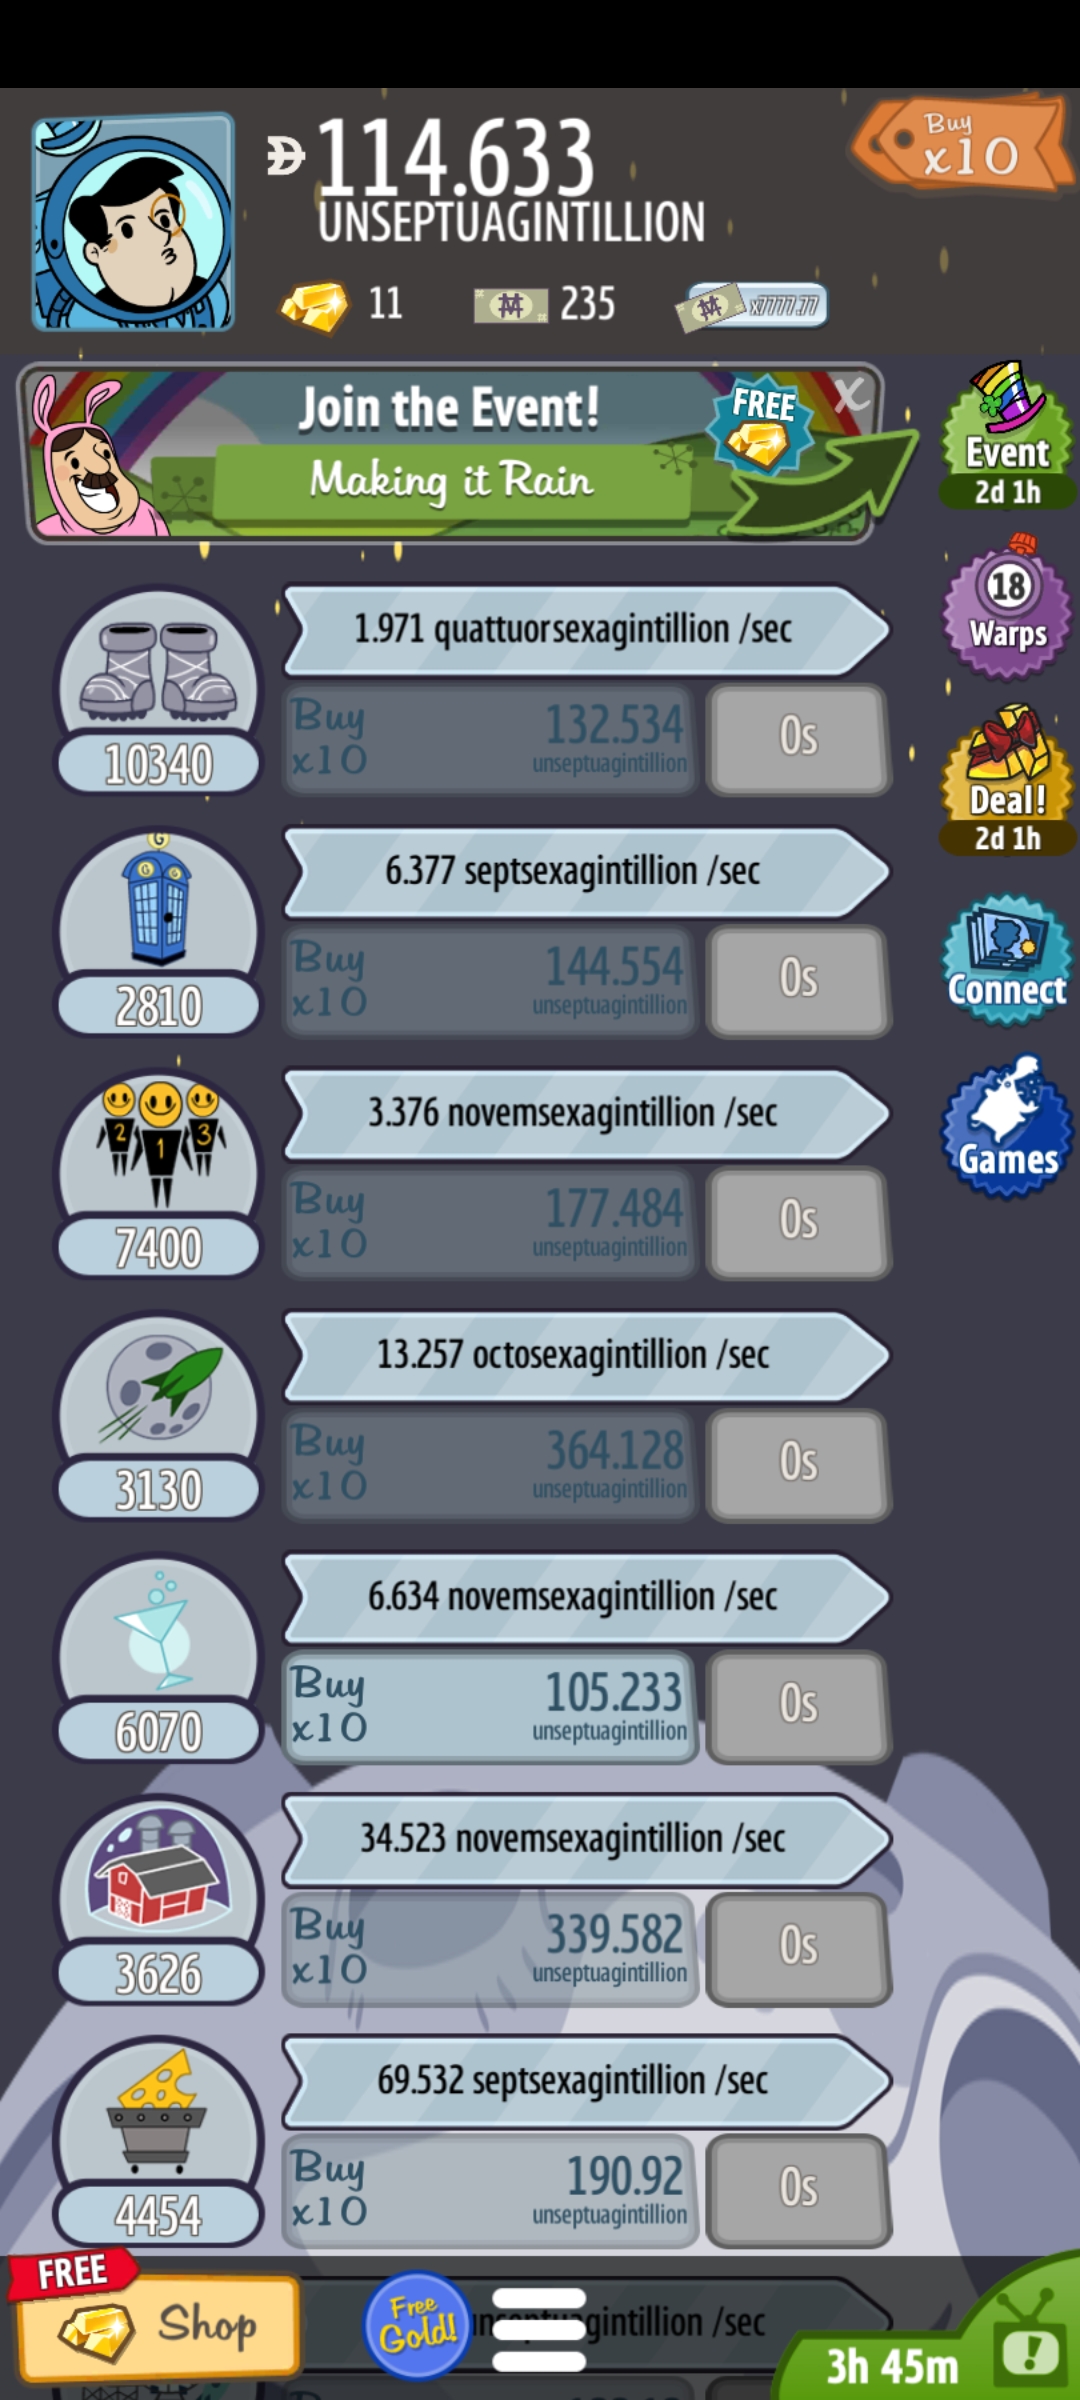 114.633
UNSEPTUAGINTILLION
Buy
x10
11
235
x7777.77
Join the Event!
Making it Rain
FREE
X
Event
2d 1h
1.971 quattuorsexagintillion /sec
Buy
x10
132.534
unseptuagintillion
0s
10340
18
Warps
6.377 septsexagintillion /sec
Buy
x10
144.554
unseptuagintillion
0s
G
G G
2810
Deal!
2d 1h
Connect
3.376 novemsexagintillion /sec
Buy
x10
177.484
unseptuagintillion
0s
2 1 3
7400
Games
13.257 octosexagintillion /sec
Buy
x10
364.128
unseptuagintillion
0s
3130
6.634 novemsexagintillion /sec
Buy
x10
105.233
unseptuagintillion
0s
6070
34.523 novemsexagintillion /sec
Buy
x10
339.582
unseptuagintillion
0s
3626
69.532 septsexagintillion /sec
Buy
x10
190.92
unseptuagintillion
0s
4454
FREE
Shop
Free
Gold!
/sec
3h 45m
!